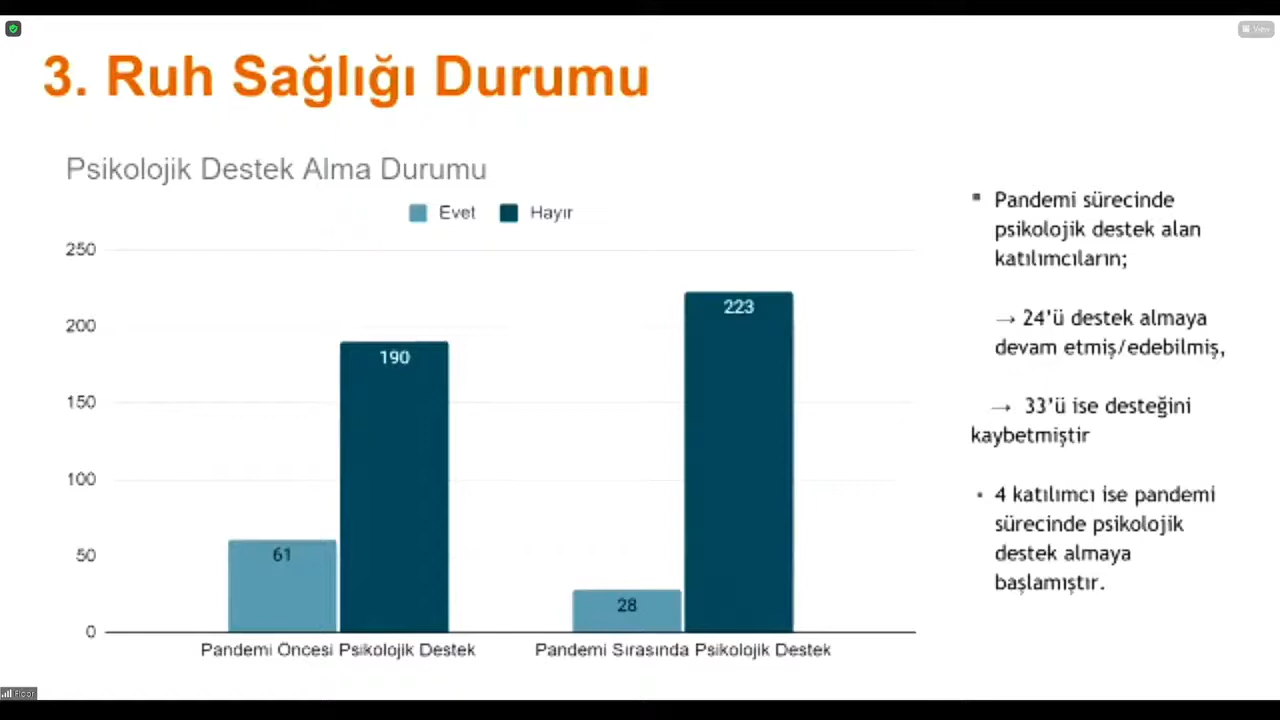 View
3. Ruh Sağlığı Durumu
Psikolojik Destek Alma Durumu
Evet
Hayır
250
200
150
100
50
0
61
190
28
223
Pandemi Öncesi Psikolojik Destek
Pandemi Sırasında Psikolojik Destek
▪ Pandemi sürecinde
psikolojik destek alan
katılımcıların;
→ 24’ü destek almaya
devam etmiş/edebilmiş,
→ 33’ü ise desteğini
kaybetmiştir
• 4 katılımcı ise pandemi
sürecinde psikolojik
destek almaya
başlamıştır.
Floor